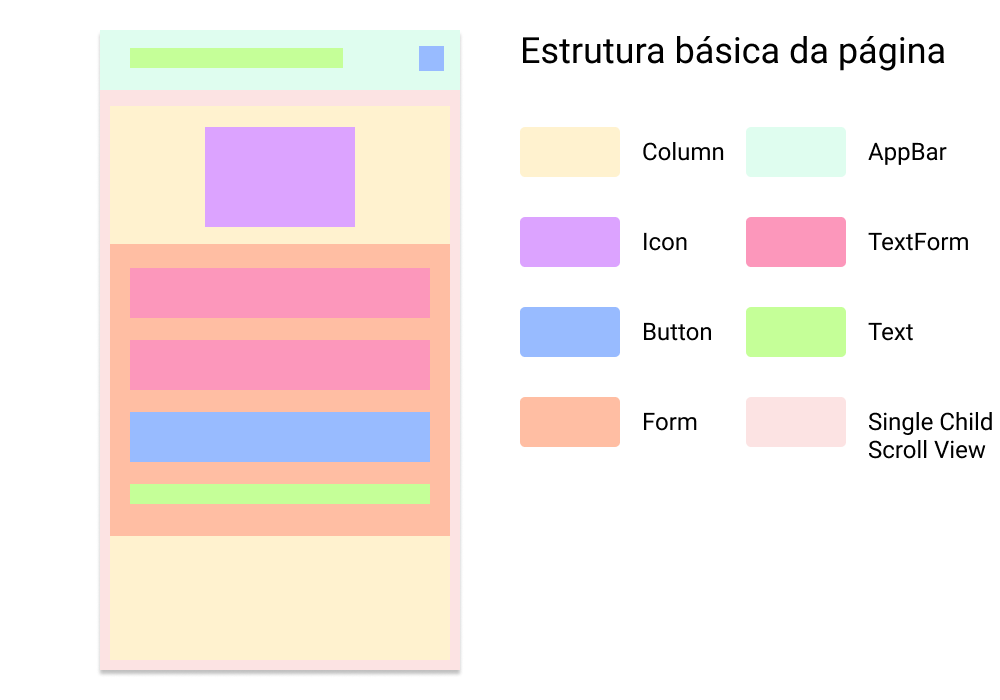 Estrutura básica da página
Column
AppBar
Icon
TextForm
Button
Text
Form
Single Child
Scroll View